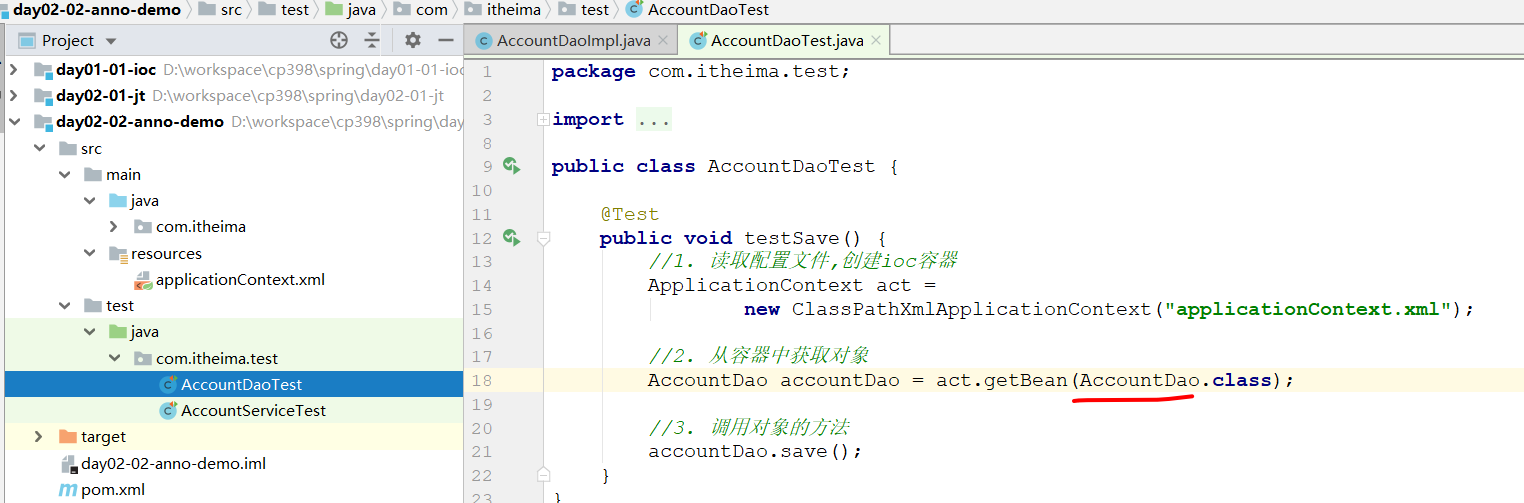 day02-02-anno-demo src test java com itheima test AccountDaoTest
Project
AccountDaoImpl.java
AccountDaoTest.java
day01-01-ioc D:\workspace\cp398\spring\day01-01-ioc
day02-01-jt D:\workspace\cp398\spring\day02-01-jt
day02-02-anno-demo D:\workspace\cp398\spring\day
src
main
java
com.itheima
resources
applicationContext.xml
test
java
com.itheima.test
AccountDaoTest
AccountServiceTest
target
day02-02-anno-demo.iml
pom.xml
1 package com.itheima.test;
2
3 import ...
8
9 public class AccountDaoTest {
10
11 @Test
12 public void testSave() {
13 //1. 读取配置文件,创建ioc容器
14 ApplicationContext act =
15 new ClassPathXmlApplicationContext("applicationContext.xml");
16
17 //2. 从容器中获取对象
18 AccountDao accountDao = act.getBean(AccountDao.class);
19
20 //3. 调用对象的方法
21 accountDao.save();
22 }
23 }